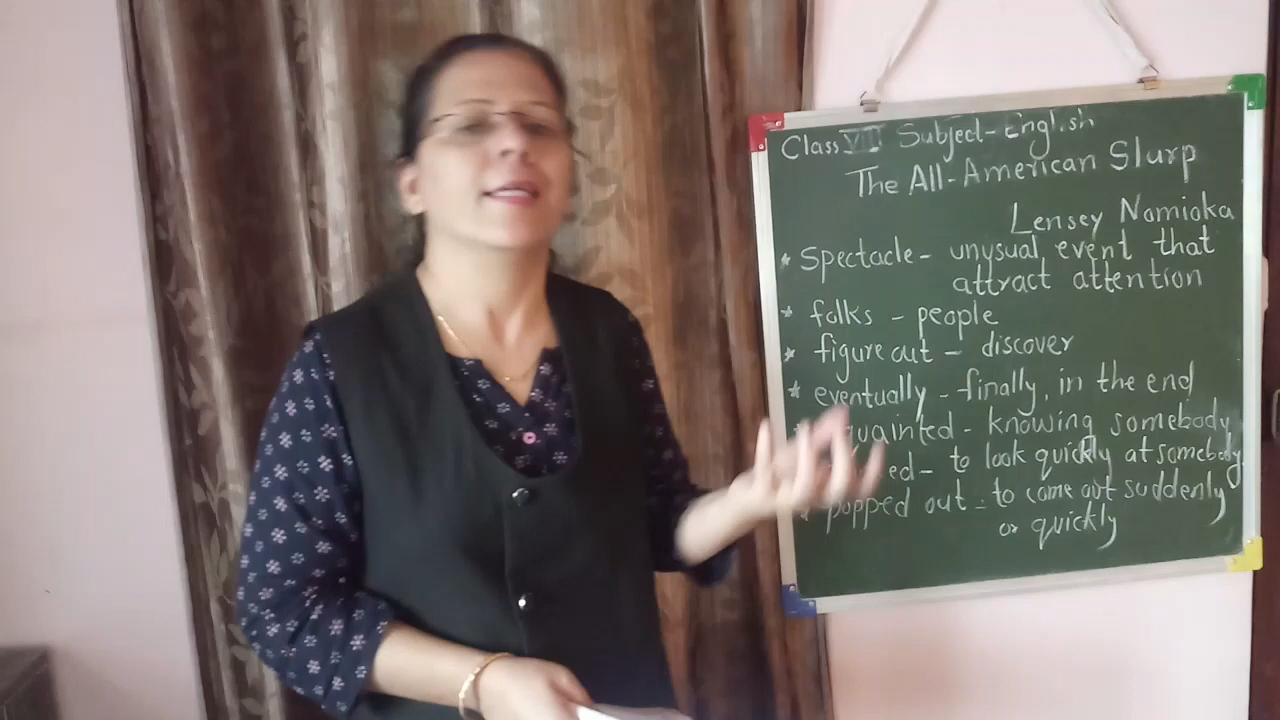 Class VII Subject-English
The All-American Slurp
Lensey Namioka
* Spectacle - unusual event that
attract attention
* folks - people
* figure out - discover
* eventually - finally, in the end
- knowing somebody
- to look quickly at somebody
* popped out - to come out suddenly
or quickly